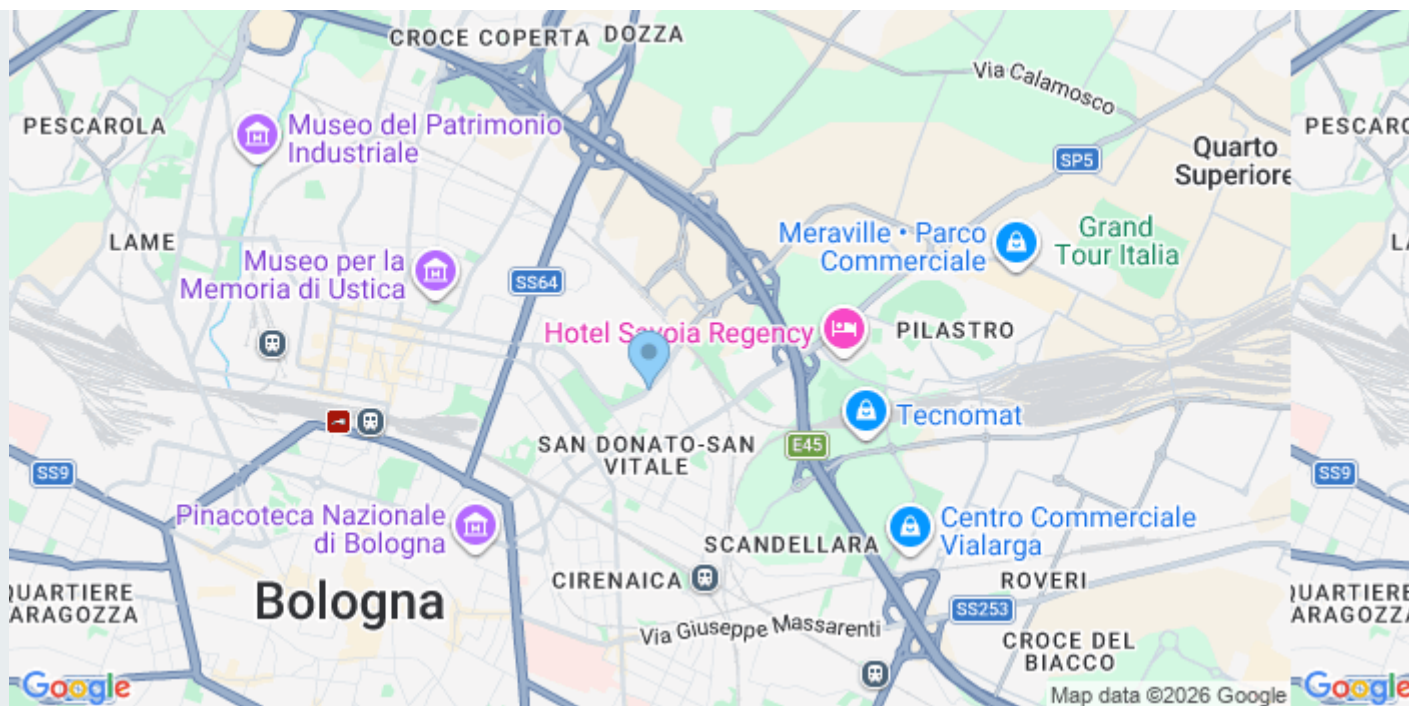 CROCE COPERTA
DOZZA
Via Calamosco
PESCAROLA
Museo del Patrimonio
Industriale
SP5
Quarto
Superiore
PESCARO
LAME
Meraville • Parco
Commerciale
Grand
Tour Italia
LA
Museo per la
Memoria di Ustica
SS64
Hotel Savoia Regency
PILASTRO
Tecnomat
SAN DONATO-SAN
VITALE
E45
SS9
SS9
Pinacoteca Nazionale
di Bologna
Centro Commerciale
Vialarga
SCANDELLARA
CIRENAICA
ROVERI
QUARTIERE
ARAGOZZA
Bologna
SS253
QUARTIERE
ARAGOZZA
Via Giuseppe Massarenti
CROCE DEL
BIACCO
Google
Map data ©2026 Google
Google